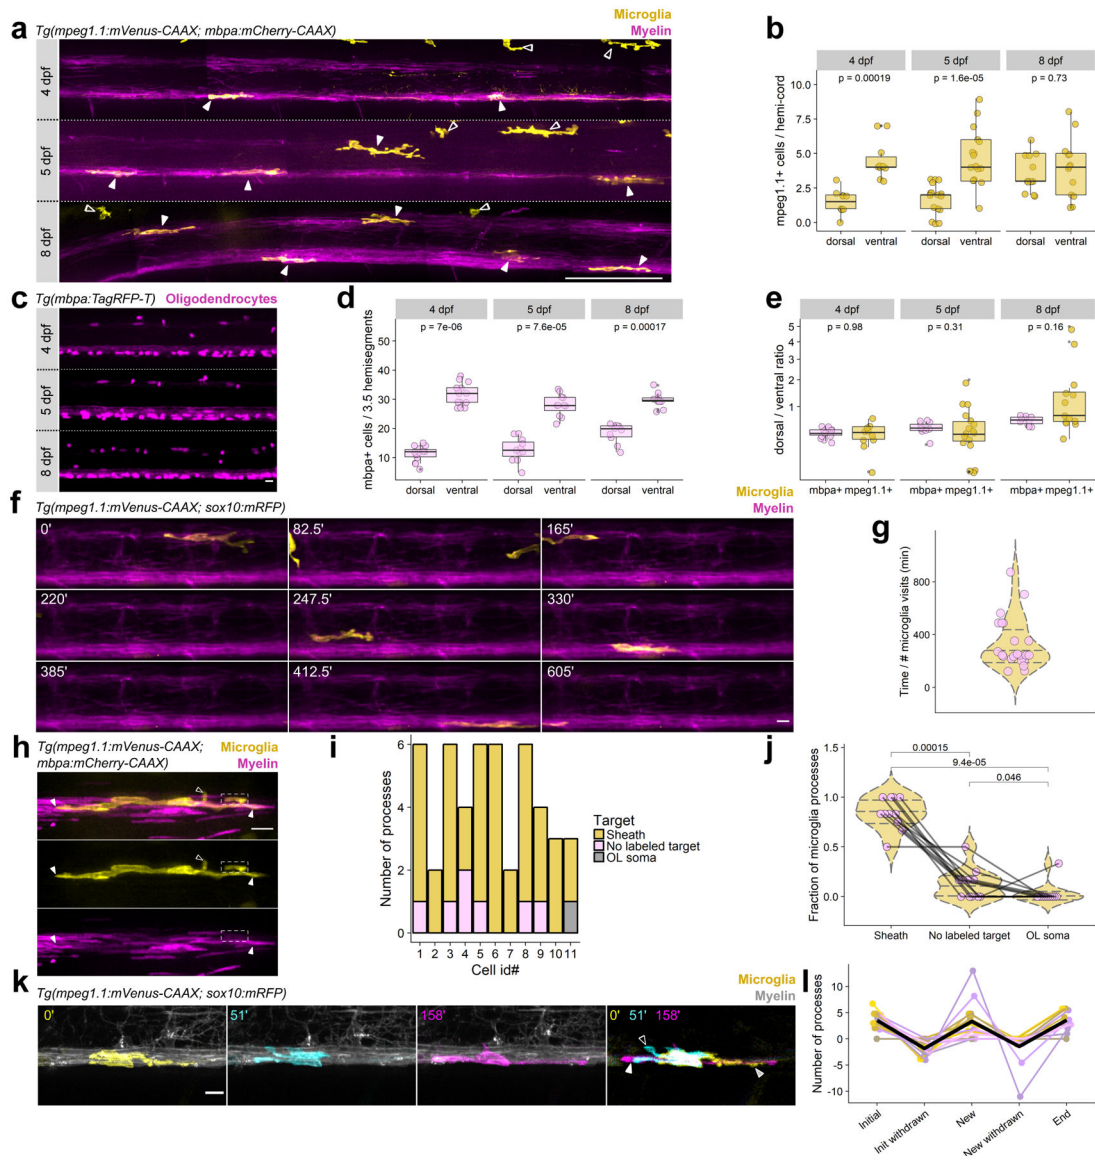 a
Tg(mpeg1.1:mVenus-CAAX; mbpa:mCherry-CAAX)
Microglia
Myelin
4 dpf
5 dpf
8 dpf
b
4 dpf
5 dpf
8 dpf
p = 0.00019
p = 1.6e-05
p = 0.73
mpeg1.1+ cells / hemi-cord
10.0
7.5
5.0
2.5
0.0
dorsal ventral dorsal ventral dorsal ventral
c
Tg(mbpa:TagRFP-T) Oligodendrocytes
4 dpf
5 dpf
8 dpf
d
4 dpf
5 dpf
8 dpf
p = 7e-06
p = 7.6e-05
p = 0.00017
mbpa+ cells / 3.5 hemisegments
50
40
30
20
10
dorsal ventral dorsal ventral dorsal ventral
e
4 dpf
5 dpf
8 dpf
p = 0.98
p = 0.31
p = 0.16
dorsal / ventral ratio
5
4
3
2
1
mbpa+ mpeg1.1+ mbpa+ mpeg1.1+ mbpa+ mpeg1.1+
f
Tg(mpeg1.1:mVenus-CAAX; sox10:mRFP)
Microglia
Myelin
0'
82.5'
165'
220'
247.5'
330'
385'
412.5'
605'
g
Time / # microglia visits (min)
800
400
0
h
Tg(mpeg1.1:mVenus-CAAX;
mbpa:mCherry-CAAX)
Microglia
Myelin
i
Number of processes
6
4
2
0
1 2 3 4 5 6 7 8 9 10 11
Cell id#
Target
Sheath
No labeled target
OL soma
j
Fraction of microglia processes
1.5
1.0
0.5
0.0
0.00015
9.4e-05
0.046
Sheath
No labeled target
OL soma
k
Tg(mpeg1.1:mVenus-CAAX; sox10:mRFP)
Microglia
Myelin
0'
51'
158'
0' 51' 158'
l
Number of processes
10
5
0
-5
-10
Initial
Init withdrawn
New
New withdrawn
End